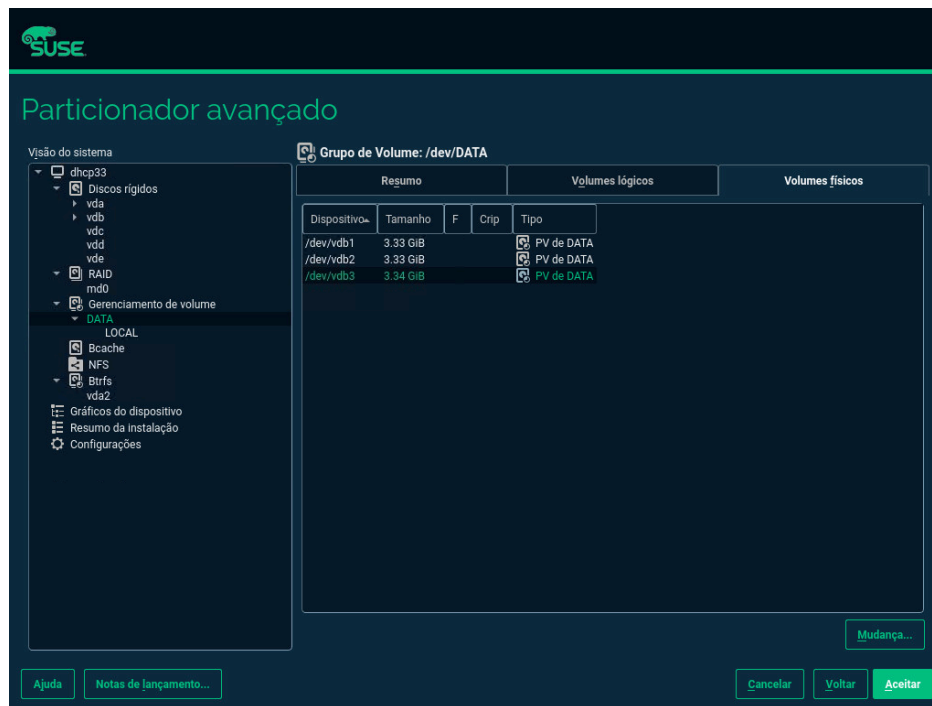 SUSE
Particionador avançado
Visão do sistema
dhcp33
Discos rígidos
vda
vdb
vdc
vdd
vde
RAID
md0
Gerenciamento de volume
DATA
LOCAL
Bcache
NFS
Btrfs
vda2
Gráficos do dispositivo
Resumo da instalação
Configurações
Grupo de Volume: /dev/DATA
Resumo Volumes lógicos Volumes físicos
Dispositivo Tamanho F Crip Tipo
/dev/vdb1 3.33 GiB PV de DATA
/dev/vdb2 3.33 GiB PV de DATA
/dev/vdb3 3.34 GiB PV de DATA
Mudança...
Ajuda Notas de lançamento... Cancelar Voltar Aceitar